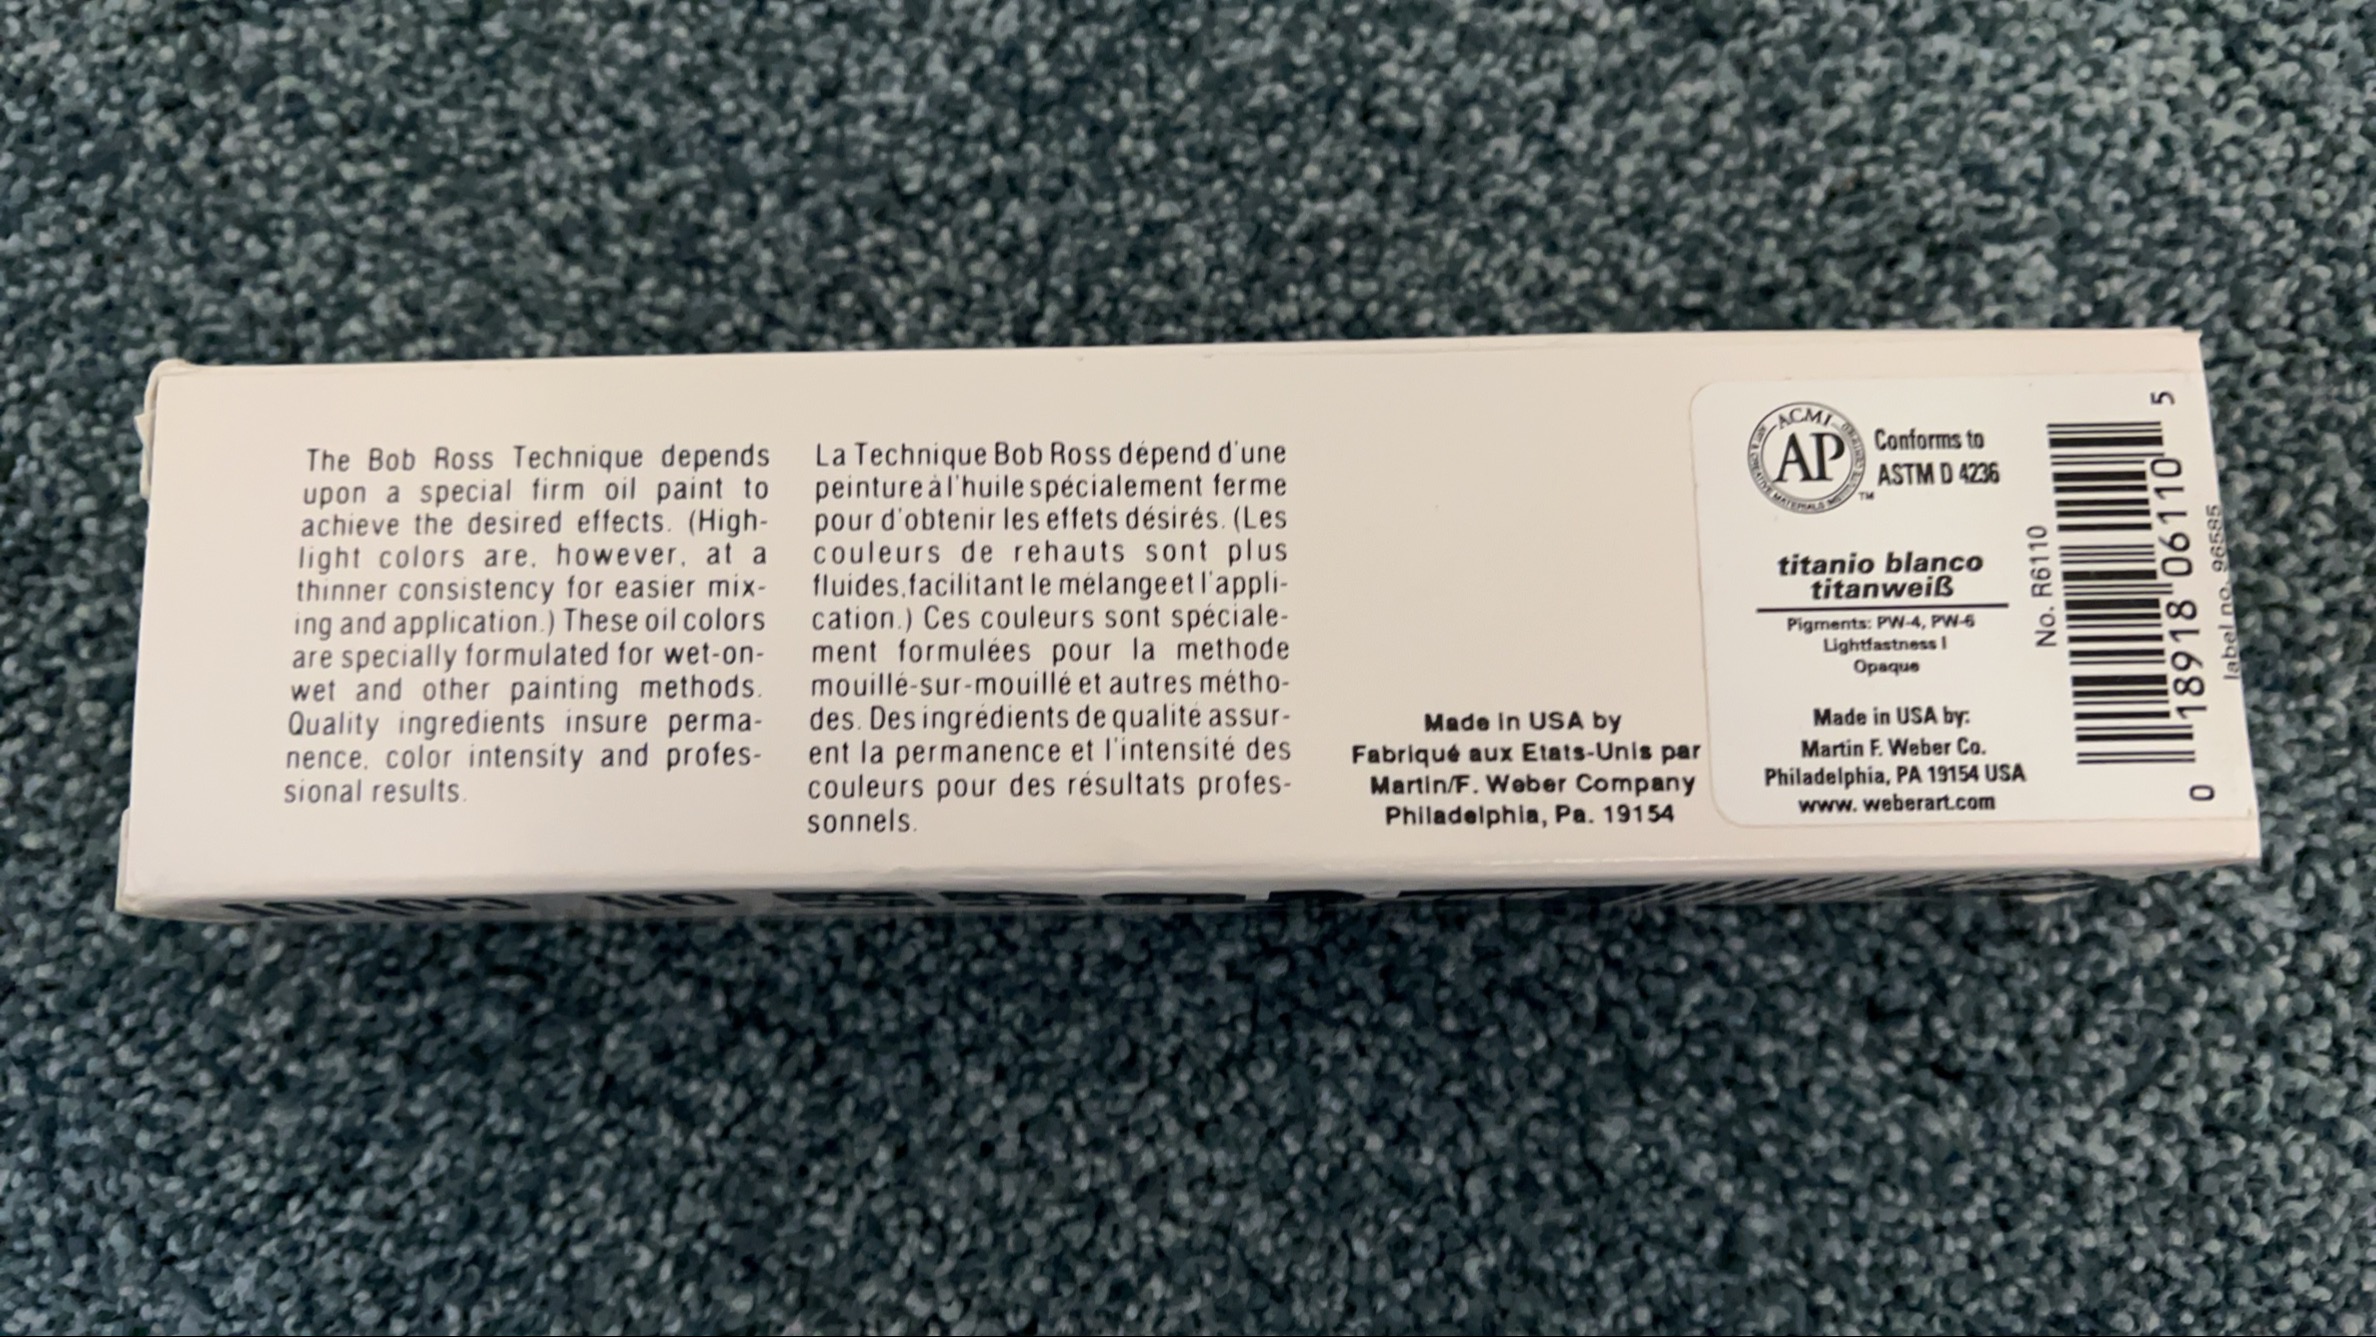 The Bob Ross Technique depends
upon a special firm oil paint to
achieve the desired effects. (High-
light colors are, however, at a
thinner consistency for easier mix-
ing and application.) These oil colors
are specially formulated for wet-on-
wet and other painting methods.
Quality ingredients insure perma-
nence, color intensity and profes-
sional results.
La Technique Bob Ross dépend d'une
peinture à l'huile spécialement ferme
pour d'obtenir les effets désirés. (Les
couleurs de rehauts sont plus
fluides, facilitant le mélange et l'appli-
cation.) Ces couleurs sont spéciale-
ment formulées pour la methode
mouillé-sur-mouillé et autres métho-
des. Des ingrédients de qualité assur-
ent la permanence et l'intensité des
couleurs pour des résultats profes-
sonnels.
Made in USA by
Fabriqué aux Etats-Unis par
Martin/F. Weber Company
Philadelphia, Pa. 19154
ACMI
AP
TM
Conforms to
ASTM D 4236
titanio blanco
titanweiß
Pigments: PW-4, PW-6
Lightfastness I
Opaque
Made in USA by:
Martin F. Weber Co.
Philadelphia, PA 19154 USA
www. weberart.com
No. R6110
0 18918 06110 5
label no. 96585